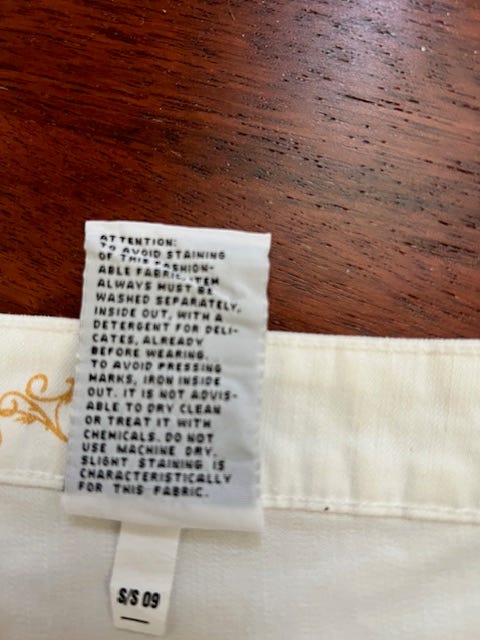 ATTENTION:
TO AVOID STAINING
OF THIS FASHION-
ABLE FABRIC, ITEM
ALWAYS MUST BE
WASHED SEPARATELY,
INSIDE OUT, WITH A
DETERGENT FOR DELI-
CATES, ALREADY
BEFORE WEARING.
TO AVOID PRESSING
MARKS, IRON INSIDE
OUT. IT IS NOT ADVIS-
ABLE TO DRY CLEAN
OR TREAT IT WITH
CHEMICALS. DO NOT
USE MACHINE DRY.
SLIGHT STAINING IS
CHARACTERISTICALLY
FOR THIS FABRIC.
S/S 09